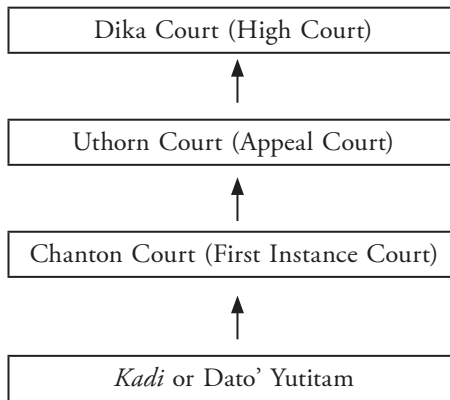 Dika Court (High Court)
Uthorn Court (Appeal Court)
Chanton Court (First Instance Court)
Kadi or Dato’ Yutitam